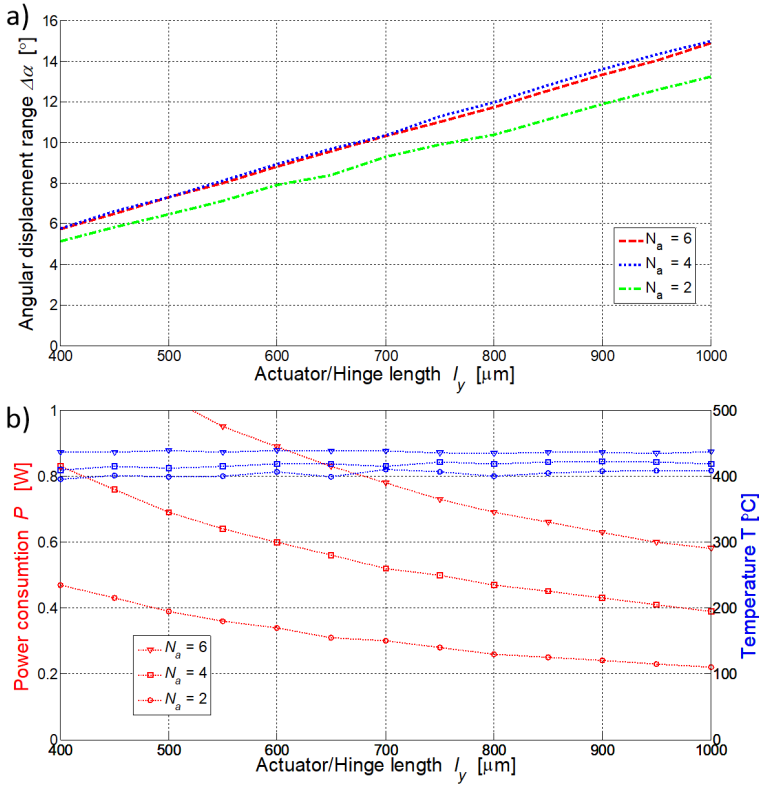 a)
Angular displacment range Δα [°]
16
14
12
10
8
6
4
2
0
400 500 600 700 800 900 1000
Actuator/Hinge length l_y [μm]
N_a = 6
N_a = 4
N_a = 2
b)
Power consumtion P [W]
1
0.8
0.6
0.4
0.2
0
500
400
300
200
100
0
Temperature T [°C]
N_a = 6
N_a = 4
N_a = 2
400 500 600 700 800 900 1000
Actuator/Hinge length l_y [μm]